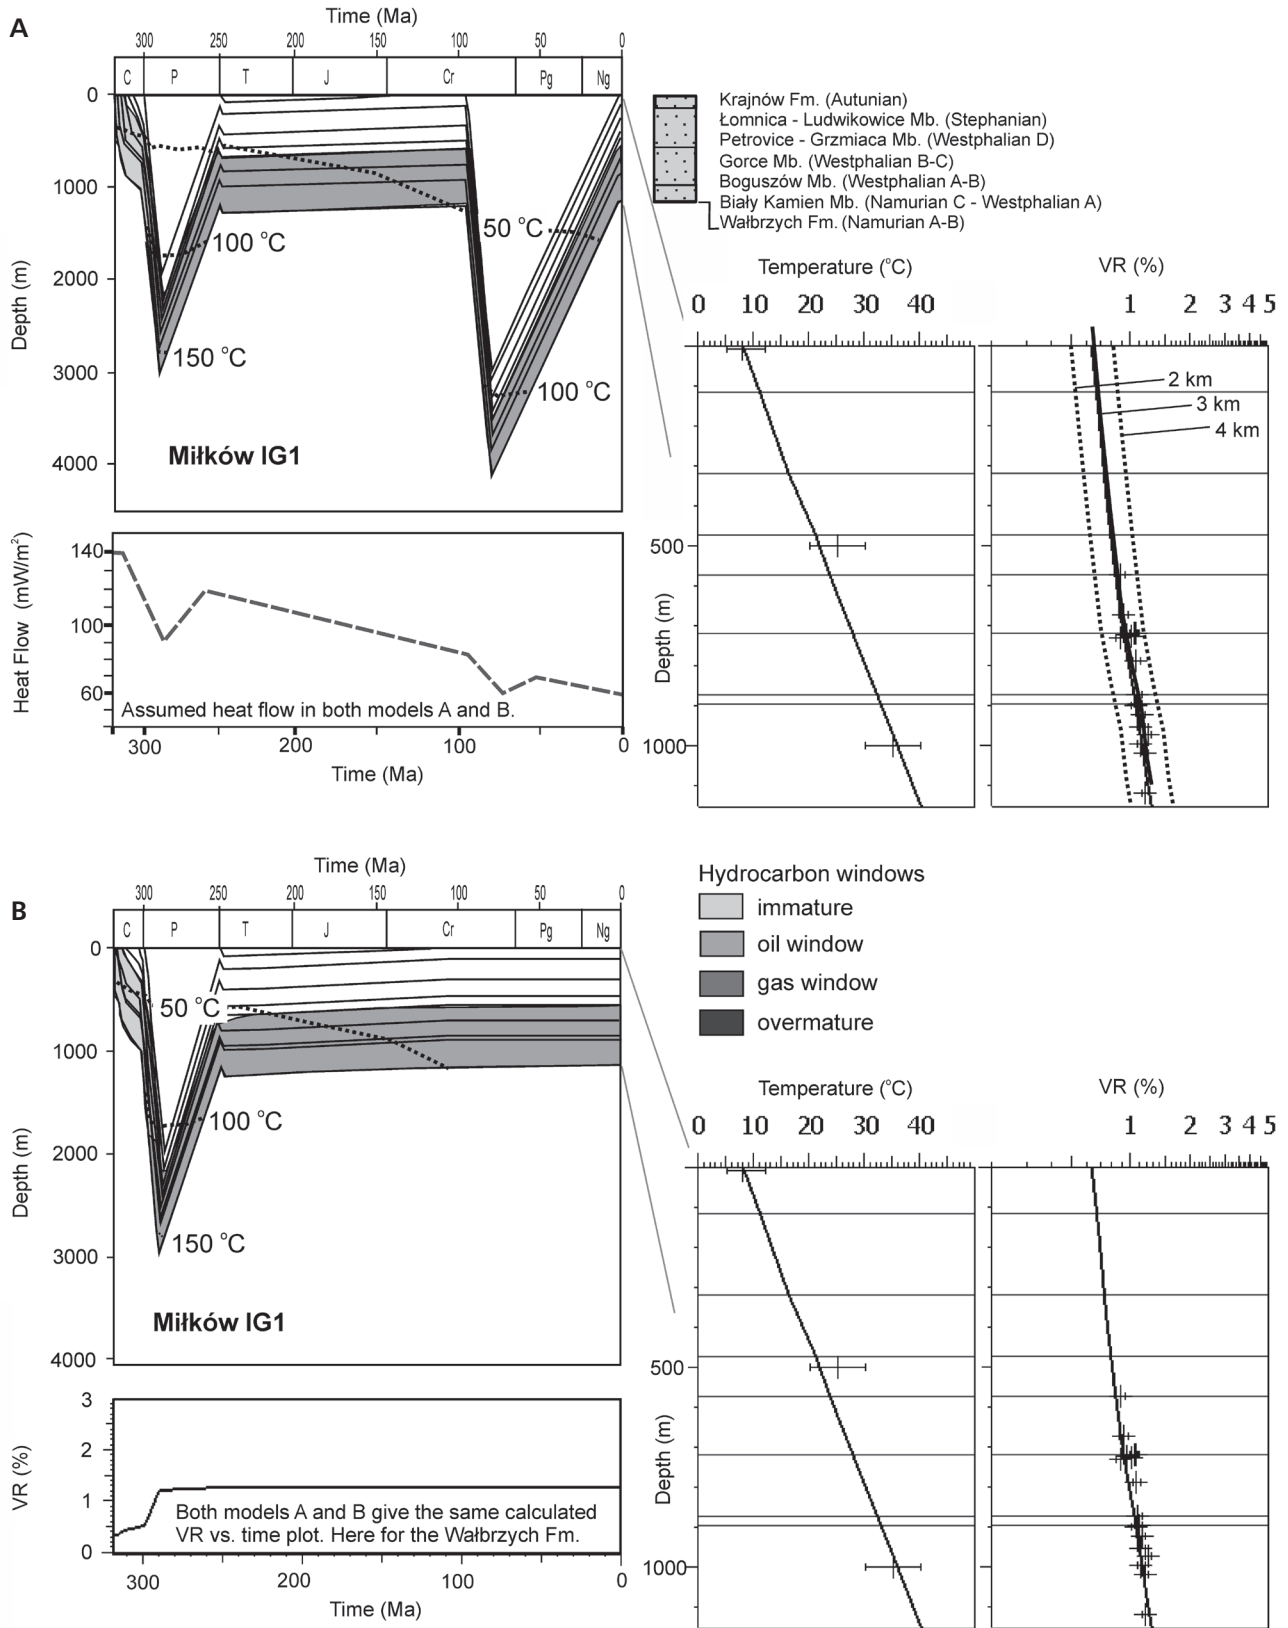 A
Time (Ma)
300 250 200 150 100 50 0
C P T J Cr Pg Ng
0
1000
2000
3000
4000
Depth (m)
100 °C
150 °C
50 °C
100 °C
Miłków IG1
Krajnów Fm. (Autunian)
Łomnica - Ludwikowice Mb. (Stephanian)
Petrovice - Grzmiaca Mb. (Westphalian D)
Gorce Mb. (Westphalian B-C)
Boguszów Mb. (Westphalian A-B)
Biały Kamien Mb. (Namurian C - Westphalian A)
Wałbrzych Fm. (Namurian A-B)
Temperature (°C)
0 10 20 30 40
VR (%)
1 2 3 4 5
2 km
3 km
4 km
500
1000
Depth (m)
Heat Flow (mW/m²)
140
100
60
Assumed heat flow in both models A and B.
300 200 100 0
Time (Ma)
B
Time (Ma)
300 250 200 150 100 50 0
C P T J Cr Pg Ng
0
1000
2000
3000
4000
Depth (m)
50 °C
100 °C
150 °C
Miłków IG1
Hydrocarbon windows
immature
oil window
gas window
overmature
Temperature (°C)
0 10 20 30 40
VR (%)
1 2 3 4 5
500
1000
Depth (m)
VR (%)
3
2
1
0
Both models A and B give the same calculated
VR vs. time plot. Here for the Wałbrzych Fm.
300 200 100 0
Time (Ma)